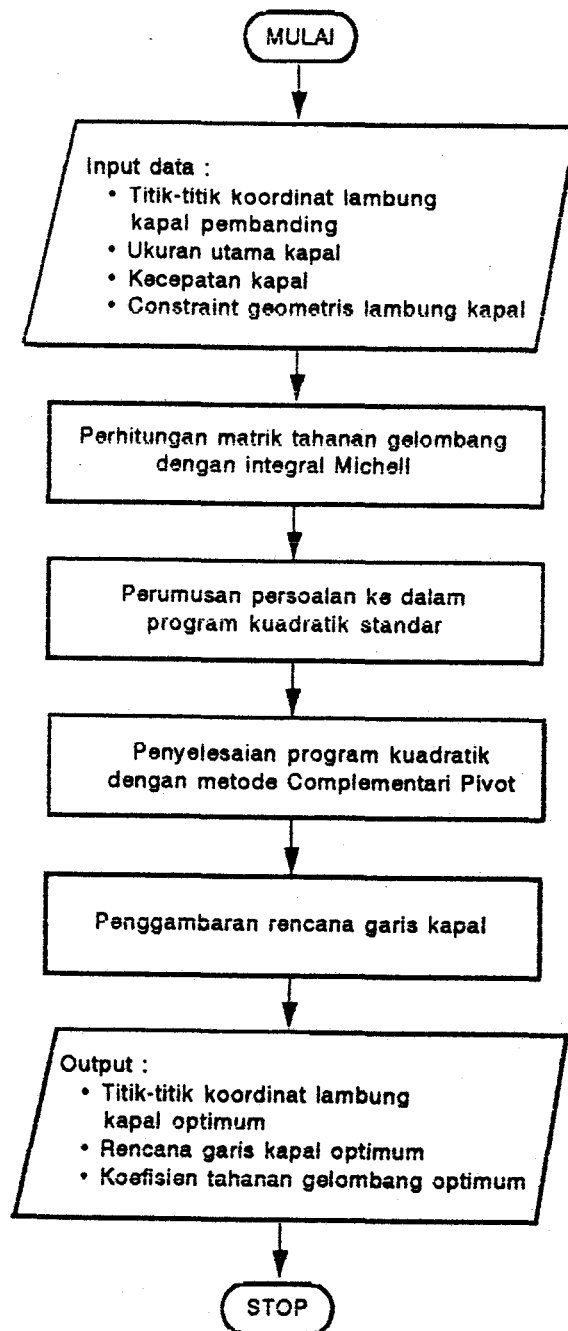 MULAI
Input data :
• Titik-titik koordinat lambung
kapal pembanding
• Ukuran utama kapal
• Kecepatan kapal
• Constraint geometris lambung kapal
Perhitungan matrik tahanan gelombang
dengan integral Michell
Perumusan persoalan ke dalam
program kuadratik standar
Penyelesaian program kuadratik
dengan metode Complementari Pivot
Penggambaran rencana garis kapal
Output :
• Titik-titik koordinat lambung
kapal optimum
• Rencana garis kapal optimum
• Koefisien tahanan gelombang optimum
STOP